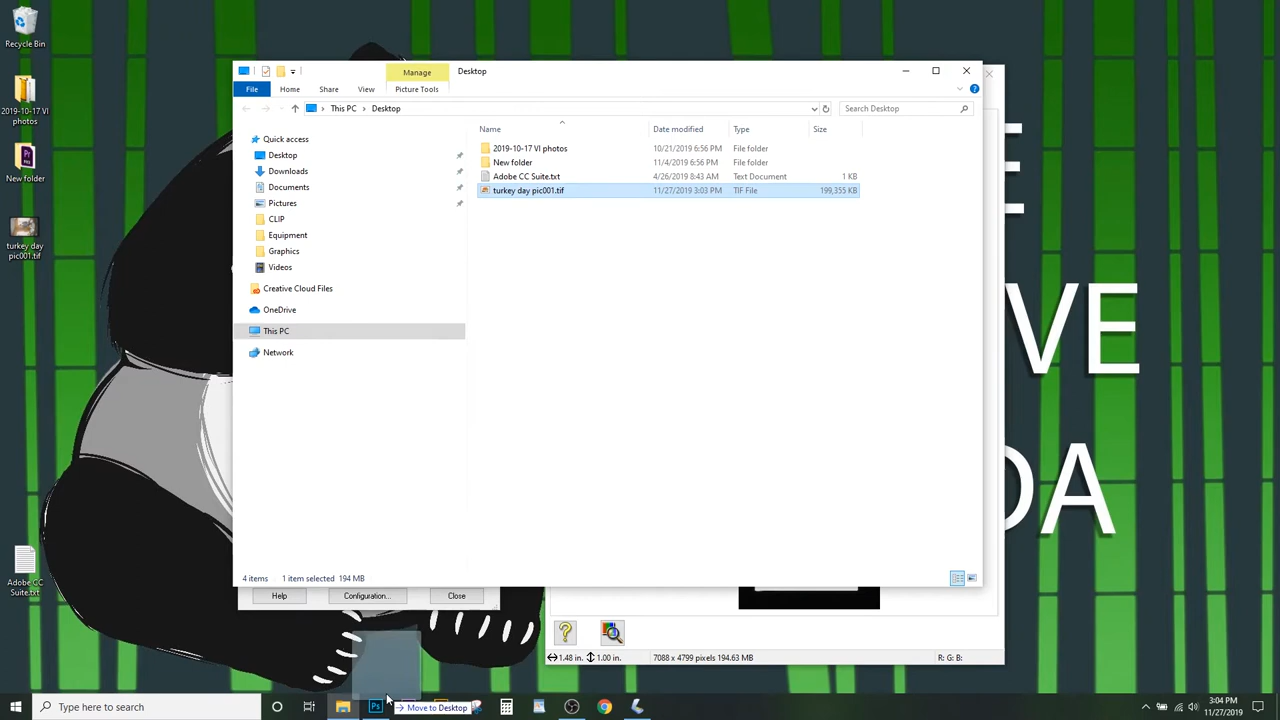 Recycle Bin
2019-10-17 VI
photos
New folder
turkey day
pic001.tif
Adobe CC
Suite.txt
Manage
Desktop
File
Home
Share
View
Picture Tools
This PC
Desktop
Search Desktop
Quick access
Desktop
Downloads
Documents
Pictures
CLIP
Equipment
Graphics
Videos
Creative Cloud Files
OneDrive
This PC
Network
Name
Date modified
Type
Size
2019-10-17 VI photos
10/21/2019 6:56 PM
File folder
New folder
11/4/2019 6:56 PM
File folder
Adobe CC Suite.txt
4/26/2019 8:43 AM
Text Document
1 KB
turkey day pic001.tif
11/27/2019 3:03 PM
TIF File
199,355 KB
4 items
1 item selected 194 MB
Help
Configuration...
Close
1.48 in.
1.00 in.
7088 x 4799 pixels 194.63 MB
R: G: B:
Type here to search
Ps
Move to Desktop
3:04 PM
11/27/2019